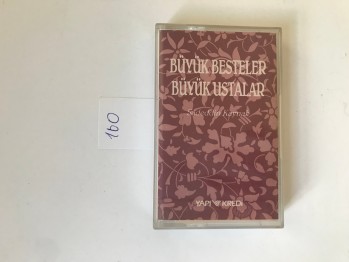 BÜYÜK BESTELER
BÜYÜK USTALAR
YAPI KREDİ
160